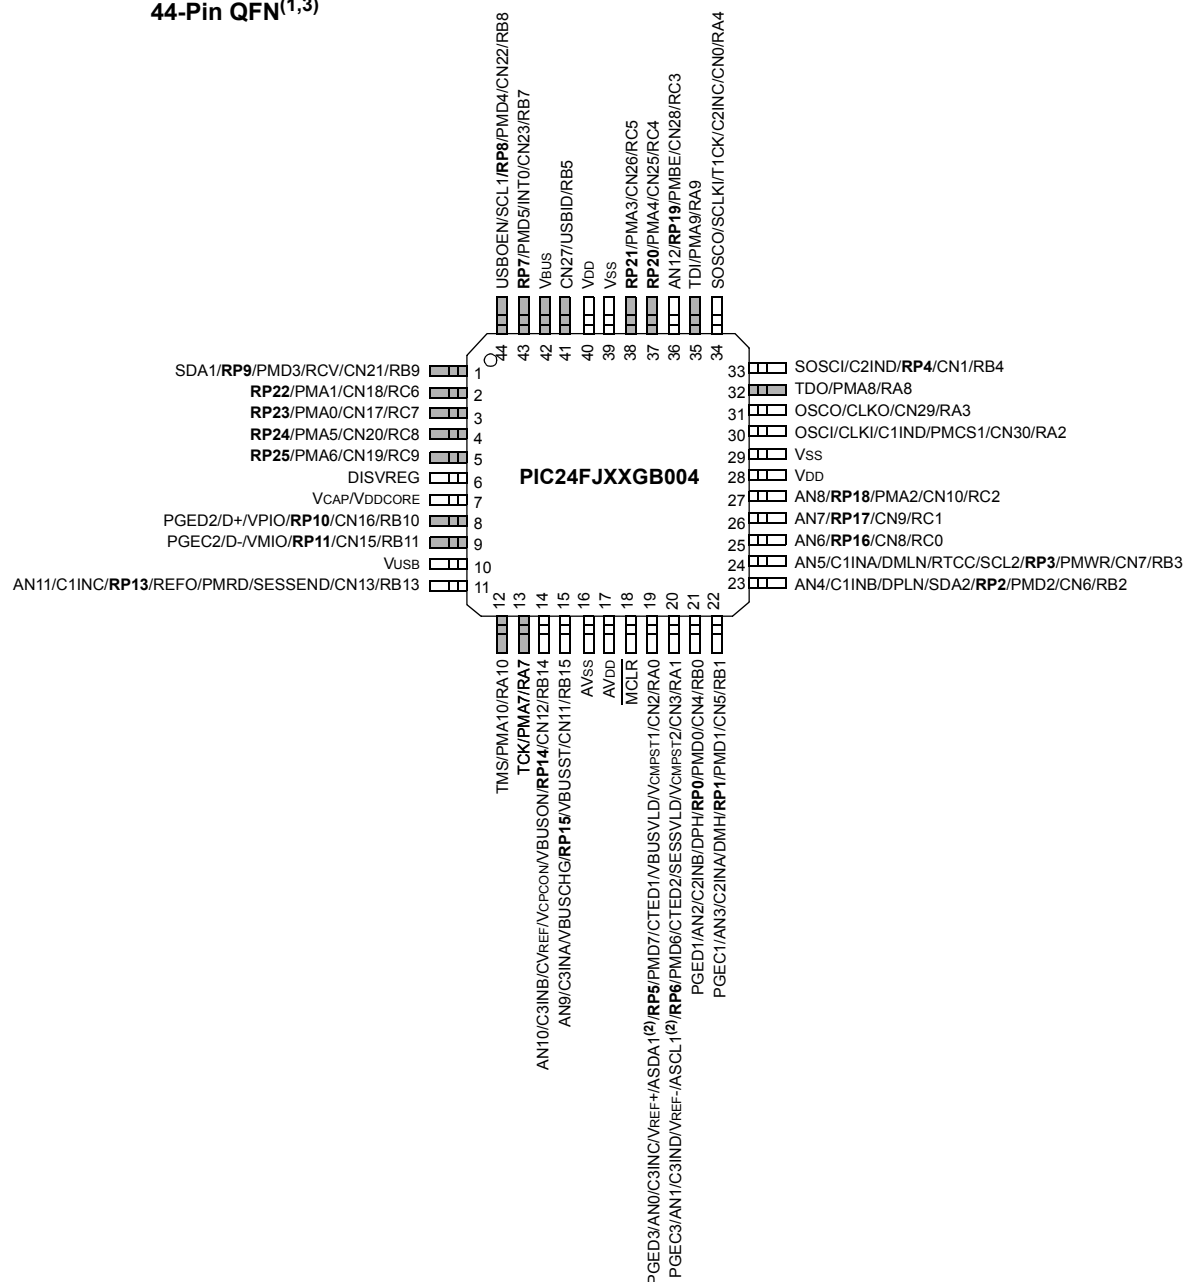 44-Pin QFN(1,3)
USBOEN/SCL1/RP8/PMD4/CN22/RB8
RP7/PMD5/INT0/CN23/RB7
VBUS
CN27/USBID/RB5
VDD
VSS
RP21/PMA3/CN26/RC5
RP20/PMA4/CN25/RC4
AN12/RP19/PMBE/CN28/RC3
TDI/PMA9/RA9
SOSCO/SCLKI/T1CK/C2INC/CN0/RA4
44 43 42 41 40 39 38 37 36 35 34
SDA1/RP9/PMD3/RCV/CN21/RB9 1
RP22/PMA1/CN18/RC6 2
RP23/PMA0/CN17/RC7 3
RP24/PMA5/CN20/RC8 4
RP25/PMA6/CN19/RC9 5
DISVREG 6
VCAP/VDDCORE 7
PGED2/D+/VPIO/RP10/CN16/RB10 8
PGEC2/D-/VMIO/RP11/CN15/RB11 9
VUSB 10
AN11/C1INC/RP13/REFO/PMRD/SESSEND/CN13/RB13 11
PIC24FJXXGB004
33 SOSCI/C2IND/RP4/CN1/RB4
32 TDO/PMA8/RA8
31 OSCO/CLKO/CN29/RA3
30 OSCI/CLKI/C1IND/PMCS1/CN30/RA2
29 VSS
28 VDD
27 AN8/RP18/PMA2/CN10/RC2
26 AN7/RP17/CN9/RC1
25 AN6/RP16/CN8/RC0
24 AN5/C1INA/DMLN/RTCC/SCL2/RP3/PMWR/CN7/RB3
23 AN4/C1INB/DPLN/SDA2/RP2/PMD2/CN6/RB2
12 13 14 15 16 17 18 19 20 21 22
TMS/PMA10/RA10
TCK/PMA7/RA7
AN10/C3INB/CVREF/VCPCON/VBUSON/RP14/CN12/RB14
AN9/C3INA/VBUSCHG/RP15/VBUSST/CN11/RB15
AVSS
AVDD
MCLR
PGED3/AN0/C3INC/VREF+/ASDA1(2)/RP5/PMD7/CTED1/VBUSVLD/VCMPST1/CN2/RA0
PGEC3/AN1/C3IND/VREF-/ASCL1(2)/RP6/PMD6/CTED2/SESSVLD/VCMPST2/CN3/RA1
PGED1/AN2/C2INB/DPH/RP0/PMD0/CN4/RB0
PGEC1/AN3/C2INA/DMH/RP1/PMD1/CN5/RB1